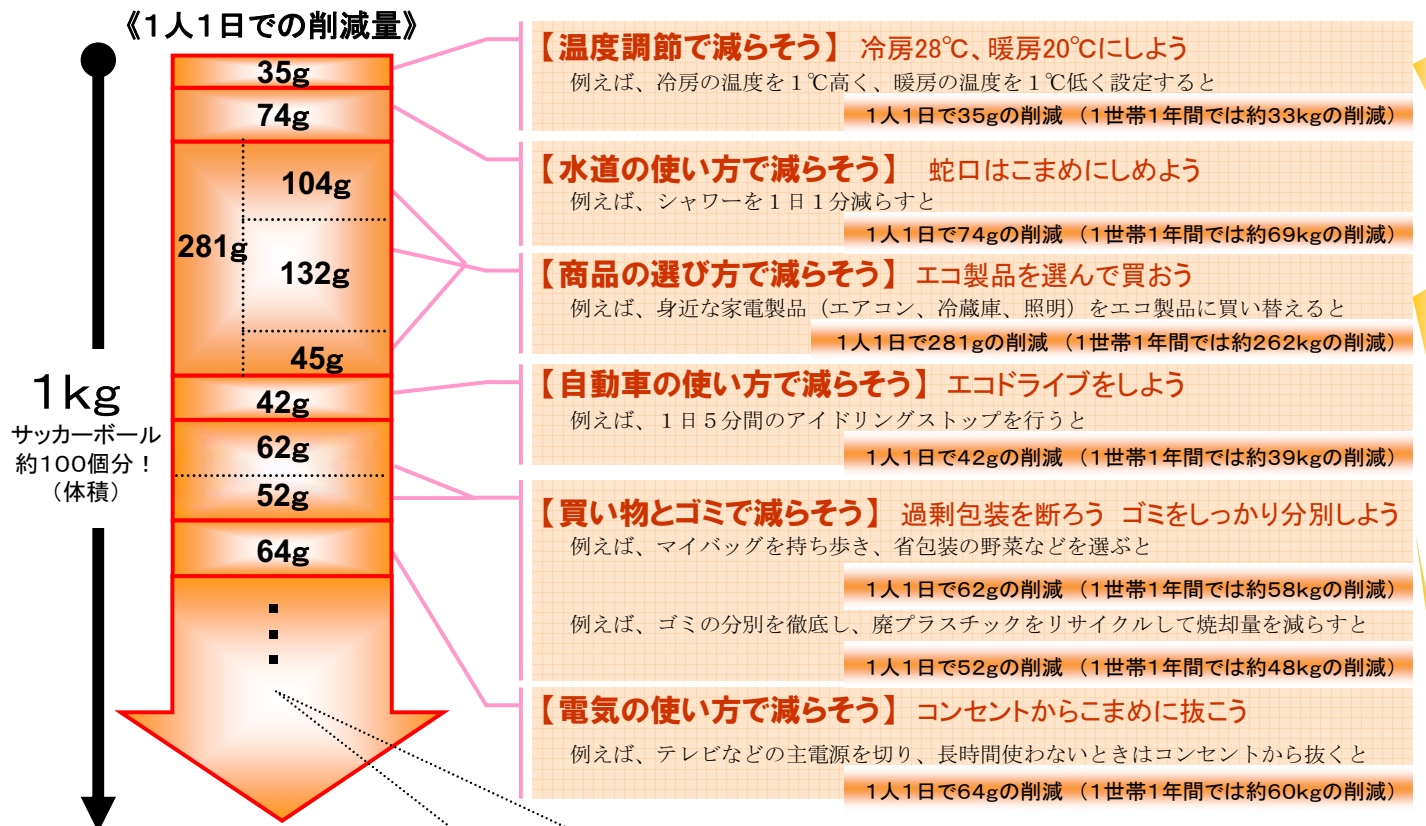 《1人1日での削減量》
35g
74g
104g
281g
132g
45g
42g
62g
52g
64g
1kg
サッカーボール
約100個分！
（体積）
【温度調節で減らそう】 冷房28℃、暖房20℃にしよう
例えば、冷房の温度を１℃高く、暖房の温度を１℃低く設定すると
1人1日で35gの削減 （1世帯1年間では約33kgの削減）
【水道の使い方で減らそう】 蛇口はこまめにしめよう
例えば、シャワーを１日１分減らすと
1人1日で74gの削減 （1世帯1年間では約69kgの削減）
【商品の選び方で減らそう】 エコ製品を選んで買おう
例えば、身近な家電製品（エアコン、冷蔵庫、照明）をエコ製品に買い替えると
1人1日で281gの削減 （1世帯1年間では約262kgの削減）
【自動車の使い方で減らそう】 エコドライブをしよう
例えば、１日５分間のアイドリングストップを行うと
1人1日で42gの削減 （1世帯1年間では約39kgの削減）
【買い物とゴミで減らそう】 過剰包装を断ろう ゴミをしっかり分別しよう
例えば、マイバッグを持ち歩き、省包装の野菜などを選ぶと
1人1日で62gの削減 （1世帯1年間では約58kgの削減）
例えば、ゴミの分別を徹底し、廃プラスチックをリサイクルして焼却量を減らすと
1人1日で52gの削減 （1世帯1年間では約48kgの削減）
【電気の使い方で減らそう】 コンセントからこまめに抜こう
例えば、テレビなどの主電源を切り、長時間使わないときはコンセントから抜くと
1人1日で64gの削減 （1世帯1年間では約60kgの削減）